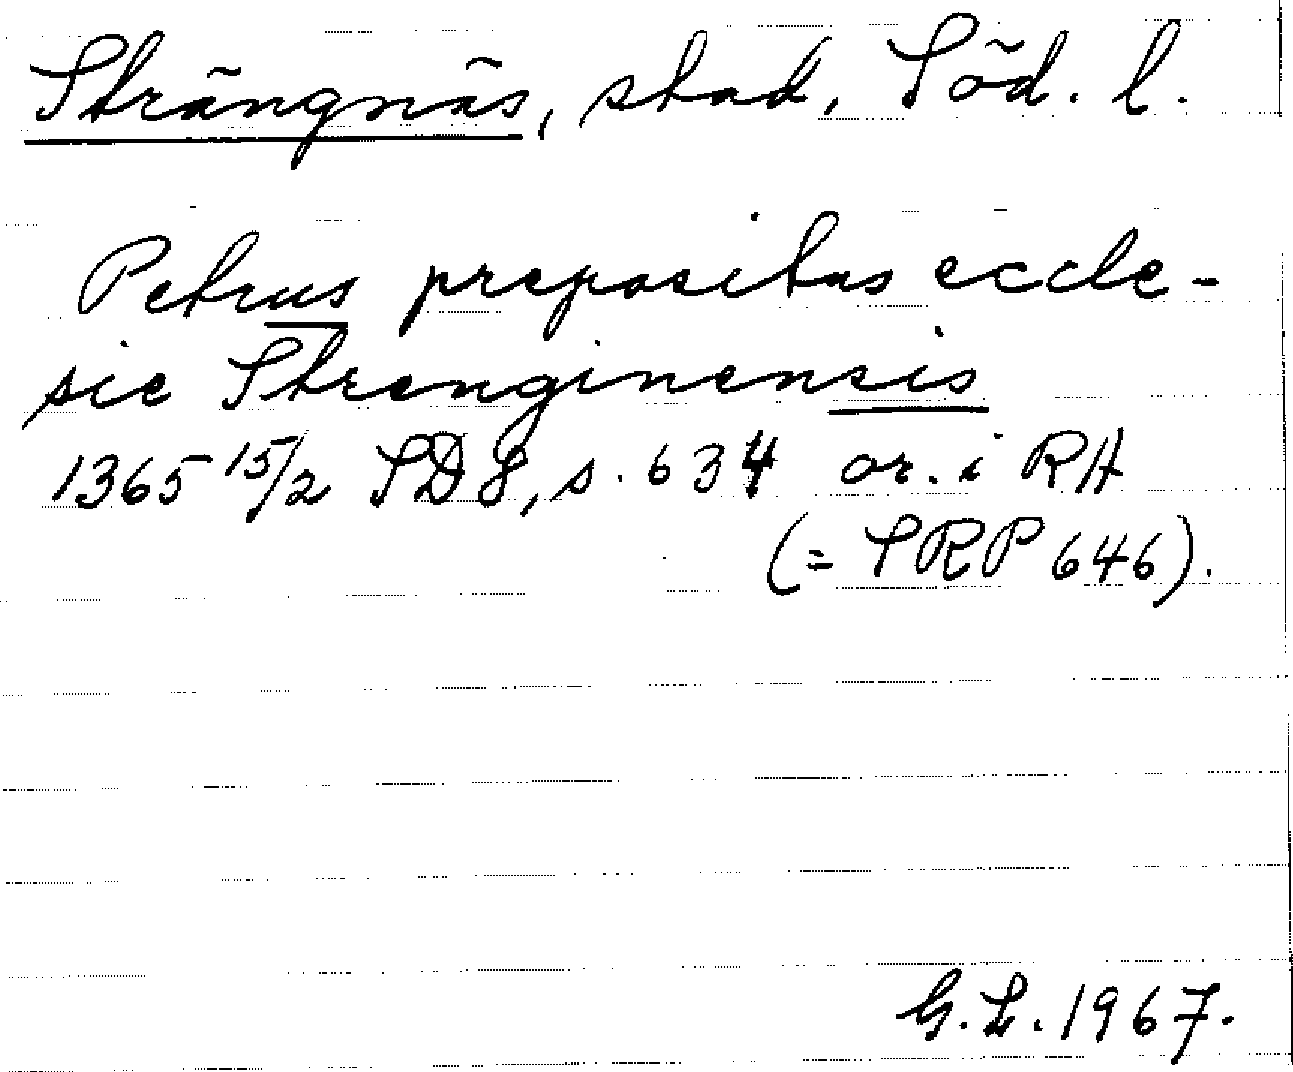 Strängnäs, stad, Söd. l.
Petrus prepositus eccle-
sie Strenginensis
1365 15/2 SD 8, s. 634 or. i RA
(= SRP 646).
G.L. 1967.